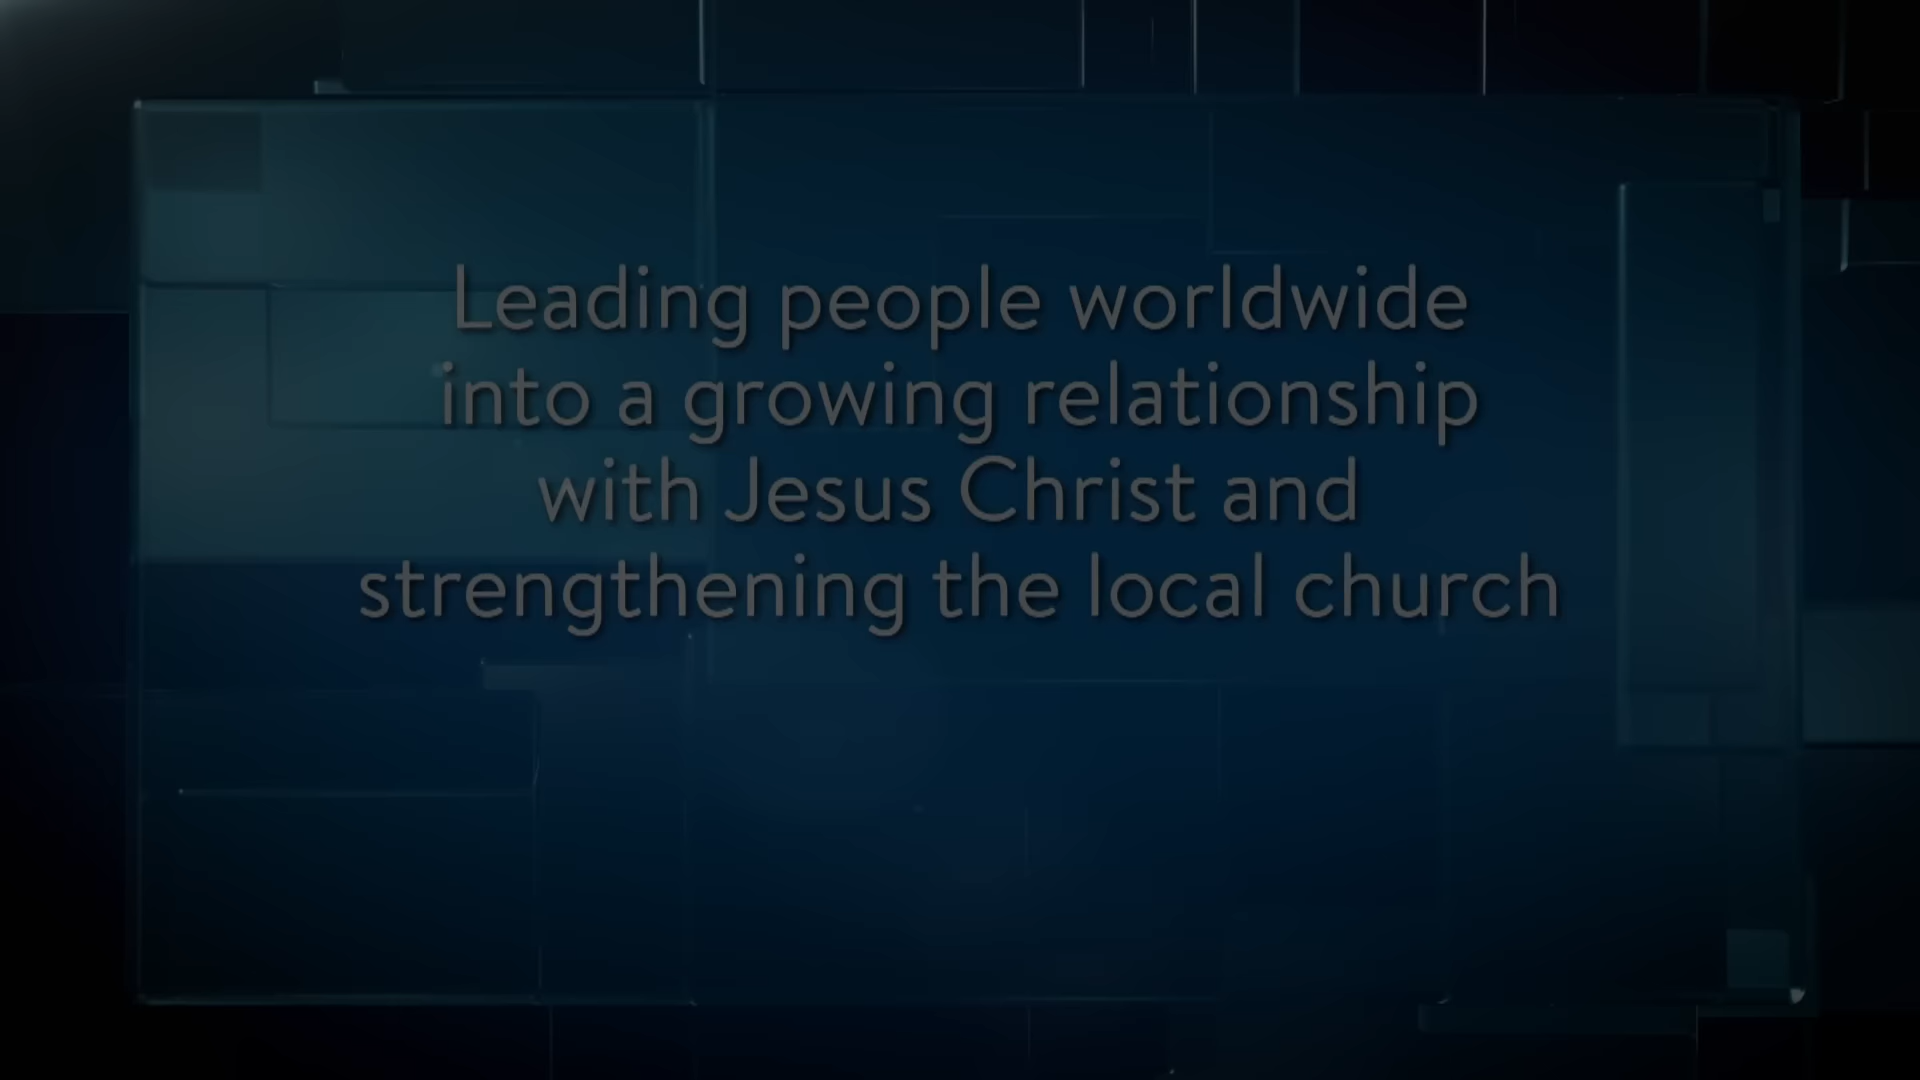 Leading people worldwide
into a growing relationship
with Jesus Christ and
strengthening the local church